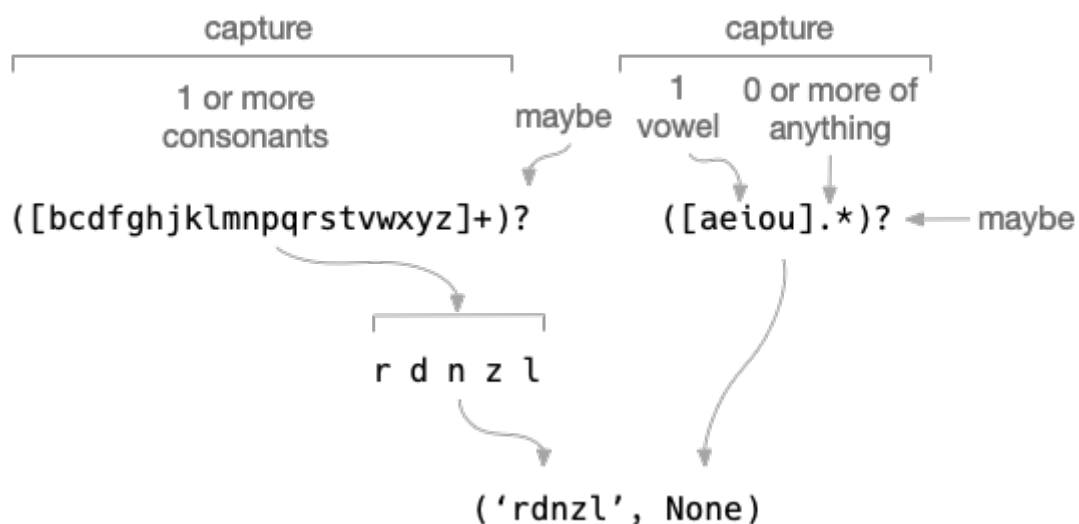 capture
capture
1 or more
consonants
maybe
1
vowel
0 or more of
anything
([bcdfghjklmnpqrstvwxyz]+)?
([aeiou].*)?
maybe
r d n z l
(‘rdnzl’, None)